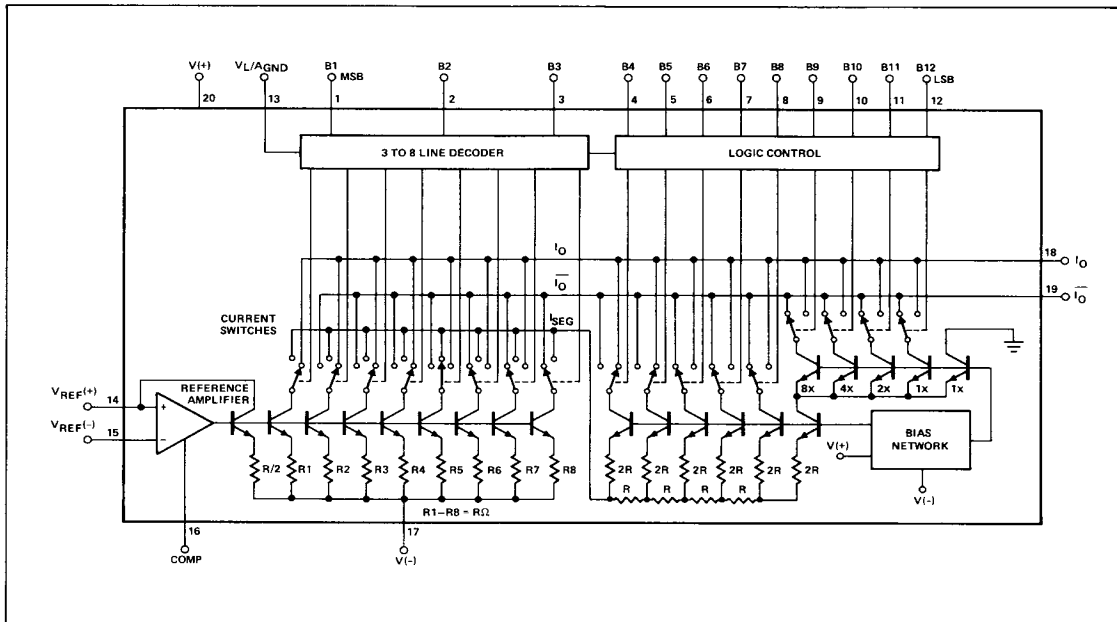 V(+) VL/AGND B1 MSB B2 B3 B4 B5 B6 B7 B8 B9 B10 B11 B12 LSB
20 13 1 2 3 4 5 6 7 8 9 10 11 12
3 TO 8 LINE DECODER LOGIC CONTROL
IO 18 IO
IO 19 IO
CURRENT SWITCHES ISEG
VREF(+) 14 + REFERENCE AMPLIFIER
8x 4x 2x 1x 1x
VREF(-) 15 −
V(+) BIAS NETWORK
R/2 R1 R2 R3 R4 R5 R6 R7 R8 2R 2R 2R 2R 2R 2R
R R R R
V(-)
R1–R8 = RΩ
16 17
COMP V(-)